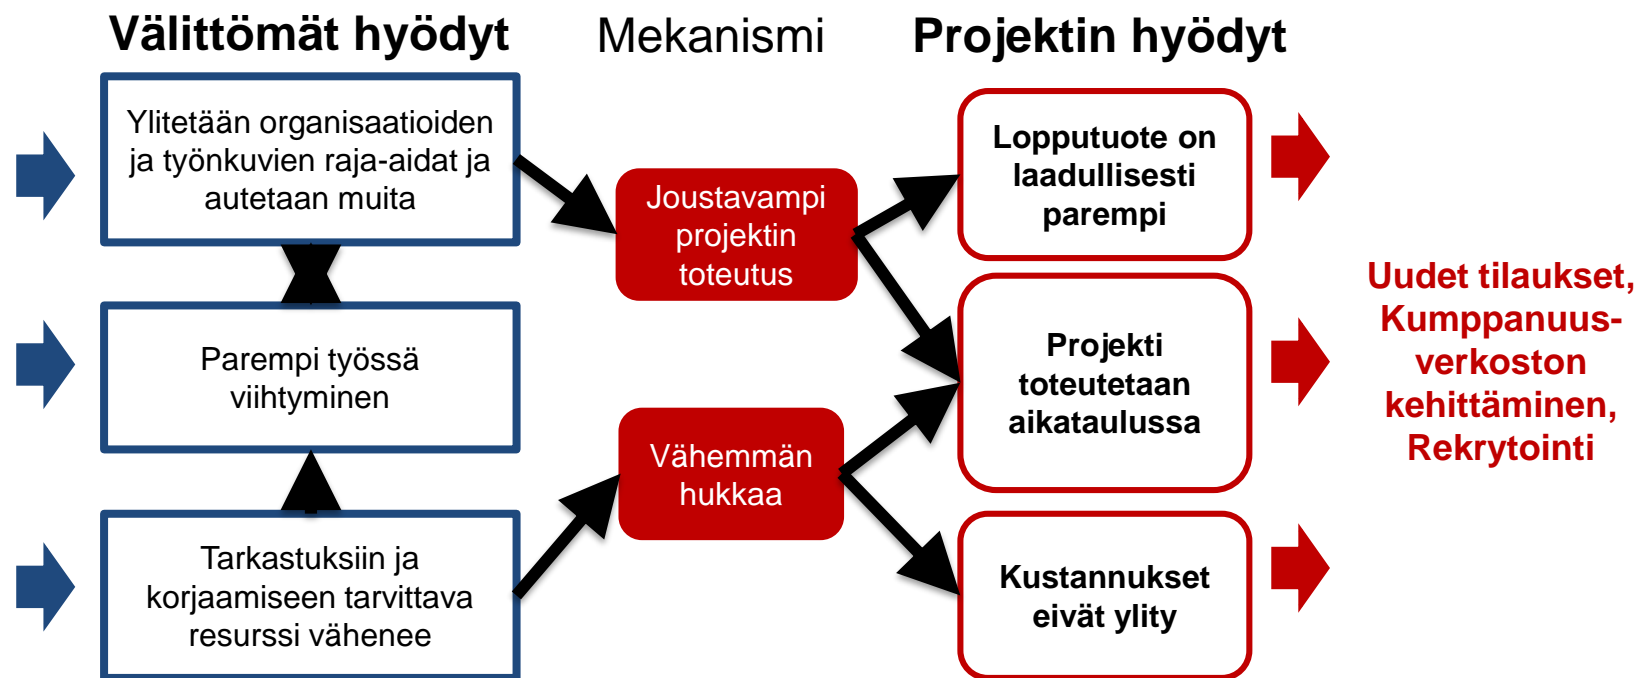 Välittömät hyödyt
Mekanismi
Projektin hyödyt
Ylitetään organisaatioiden
ja työnkuvien raja-aidat ja
autetaan muita
Parempi työssä
viihtyminen
Tarkastuksiin ja
korjaamiseen tarvittava
resurssi vähenee
Joustavampi
projektin
toteutus
Vähemmän
hukkaa
Lopputuote on
laadullisesti
parempi
Projekti
toteutetaan
aikataulussa
Kustannukset
eivät ylity
Uudet tilaukset,
Kumppanuus-
verkoston
kehittäminen,
Rekrytointi